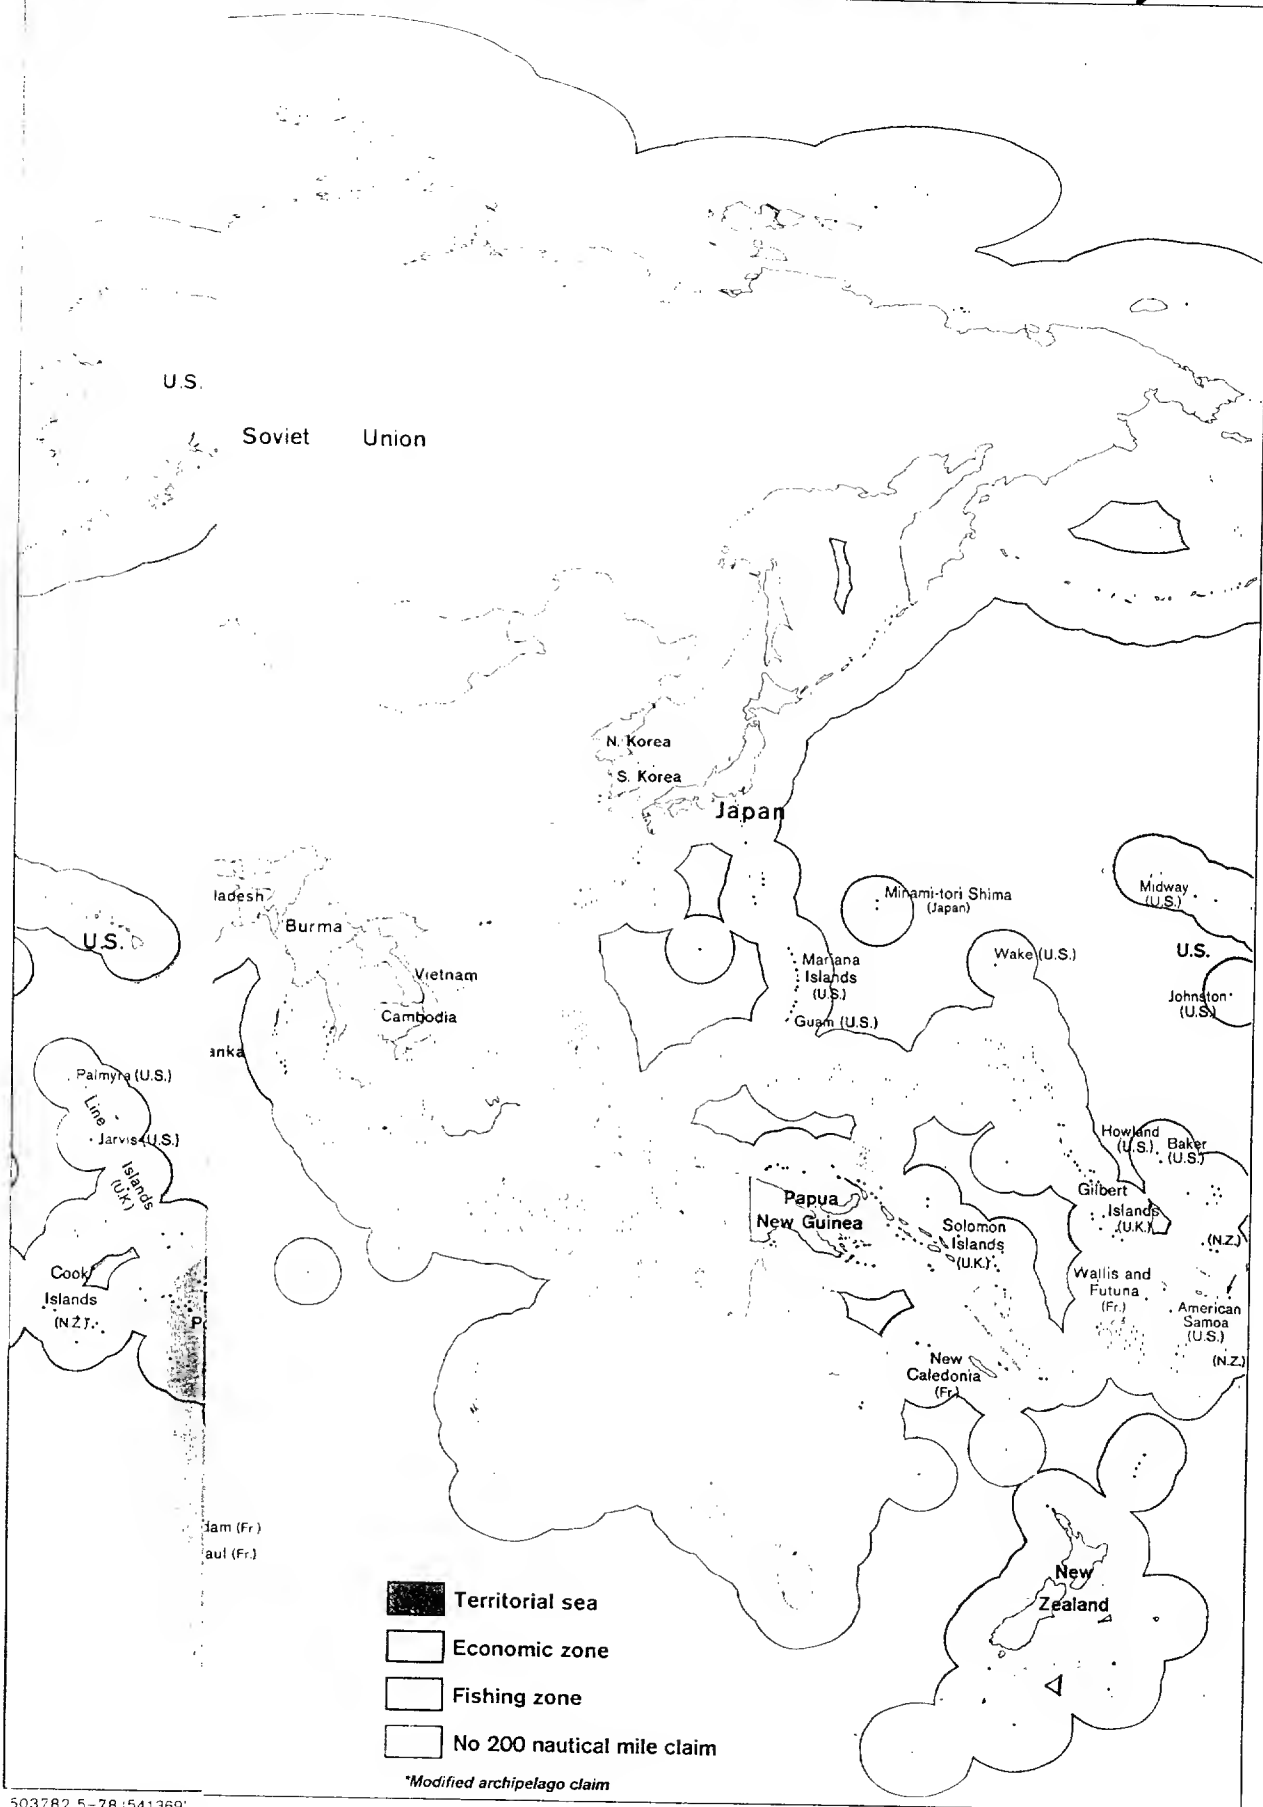 U.S.
Soviet Union
N. Korea
S. Korea
Japan
ladesh
Burma
Minami-tori Shima
(Japan)
Midway
(U.S.)
U.S.
U.S.
Vietnam
Mariana
Islands
(U.S.)
Wake (U.S.)
Johnston
(U.S.)
Cambodia
Guam (U.S.)
anka
Palmyra (U.S.)
Line
Jarvis (U.S.)
Islands
(U.K.)
Howland
(U.S.)
Baker
(U.S.)
Papua
New Guinea
Gilbert
Islands
(U.K.)
Solomon
Islands
(U.K.)
(N.Z.)
Cook
Islands
(N.Z.)
Wallis and
Futuna
(Fr.)
American
Samoa
(U.S.)
New
Caledonia
(Fr.)
(N.Z.)
dam (Fr.)
aul (Fr.)
New
Zealand
Territorial sea
Economic zone
Fishing zone
No 200 nautical mile claim
*Modified archipelago claim
503782 5-78